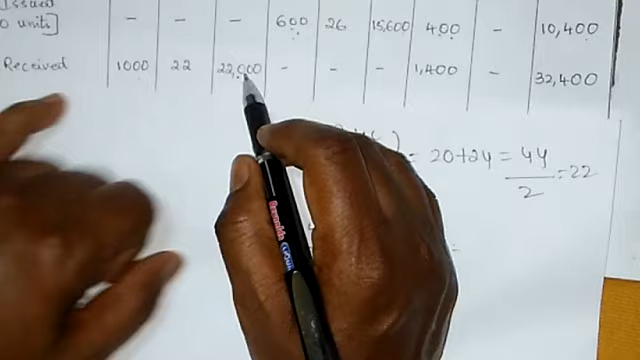 Issued - - - 600 26 15,600 400 - 10,400
0 units]
Received 1000 22 22,000 - - - 1,400 - 32,400
= 20+24 = 44/2 = 22
=
Reynolds